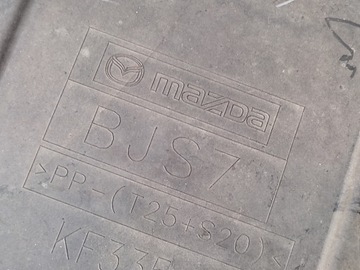 mazda
BJS7
>PP-(T25+S20)<
KF33